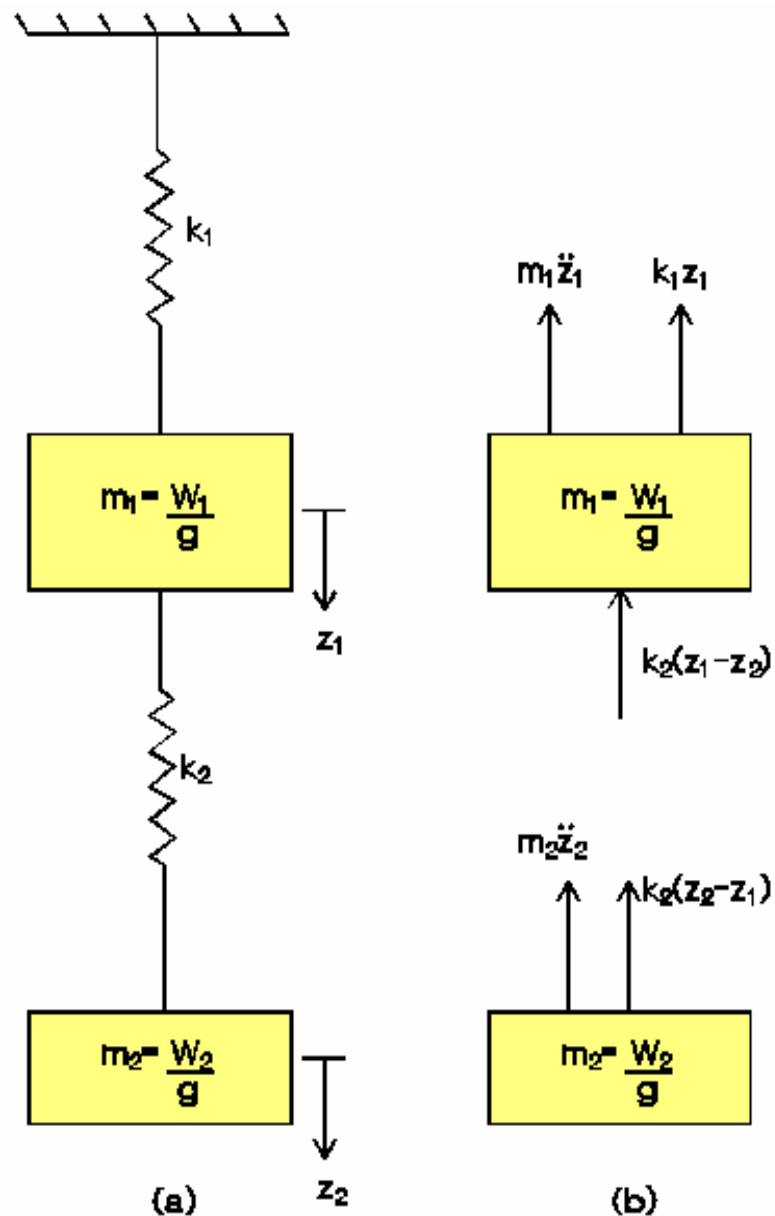 k₁
m₁z̈₁
k₁z₁
m₁= W₁/g
z₁
m₁= W₁/g
k₂(z₁-z₂)
k₂
m₂z̈₂
k₂(z₂-z₁)
m₂= W₂/g
z₂
m₂= W₂/g
(a)
(b)